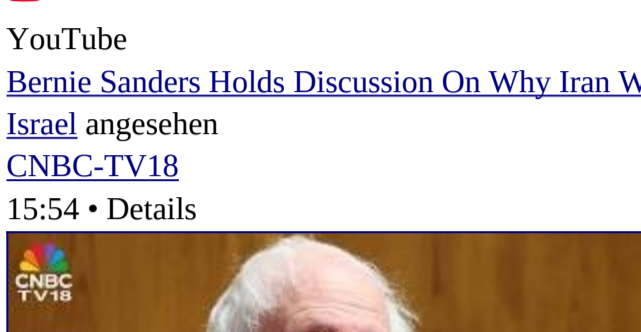 YouTube
Bernie Sanders Holds Discussion On Why Iran
Israel angesehen
CNBC-TV18
15:54 • Details
CNBC
TV18